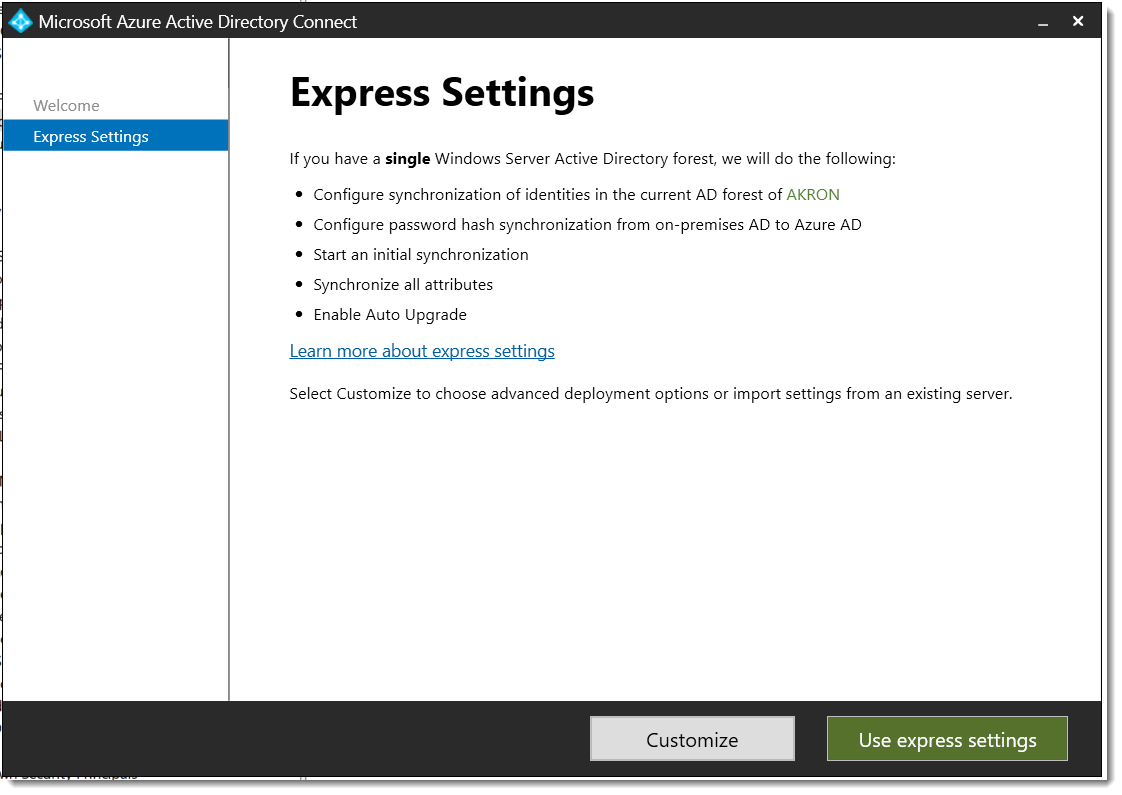 Microsoft Azure Active Directory Connect
Welcome
Express Settings
Express Settings
If you have a single Windows Server Active Directory forest, we will do the following:
• Configure synchronization of identities in the current AD forest of AKRON
• Configure password hash synchronization from on-premises AD to Azure AD
• Start an initial synchronization
• Synchronize all attributes
• Enable Auto Upgrade
Learn more about express settings
Select Customize to choose advanced deployment options or import settings from an existing server.
Customize
Use express settings